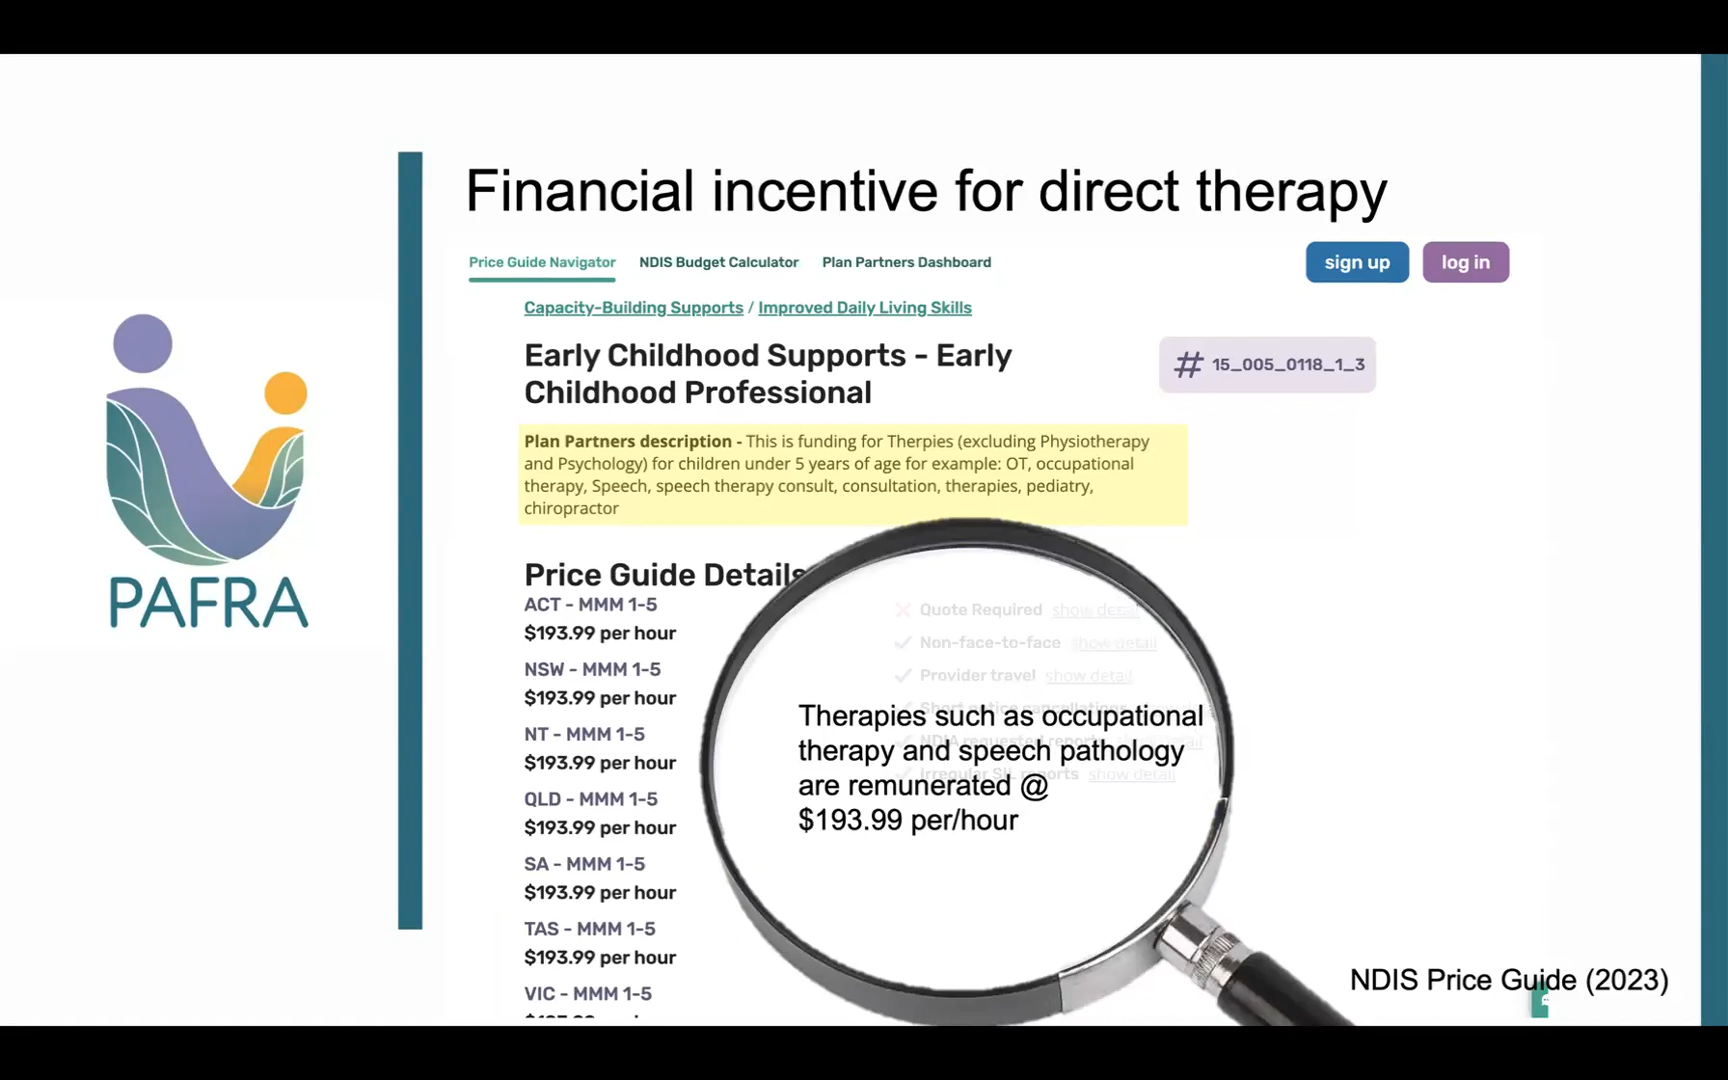 Financial incentive for direct therapy
Price Guide Navigator NDIS Budget Calculator Plan Partners Dashboard sign up log in
Capacity-Building Supports / Improved Daily Living Skills
Early Childhood Supports - Early
Childhood Professional
# 15_005_0118_1_3
Plan Partners description - This is funding for Therpies (excluding Physiotherapy
and Psychology) for children under 5 years of age for example: OT, occupational
therapy, Speech, speech therapy consult, consultation, therapies, pediatry,
chiropractor
PAFRA
Price Guide Details
ACT - MMM 1-5
$193.99 per hour
NSW - MMM 1-5
$193.99 per hour
NT - MMM 1-5
$193.99 per hour
QLD - MMM 1-5
$193.99 per hour
SA - MMM 1-5
$193.99 per hour
TAS - MMM 1-5
$193.99 per hour
VIC - MMM 1-5
Quote Required show detail
Non-face-to-face show detail
Provider travel show detail
Short notice cancellations
NDIA requested reports
Irregular SIL reports show detail
Therapies such as occupational
therapy and speech pathology
are remunerated @
$193.99 per/hour
NDIS Price Guide (2023)